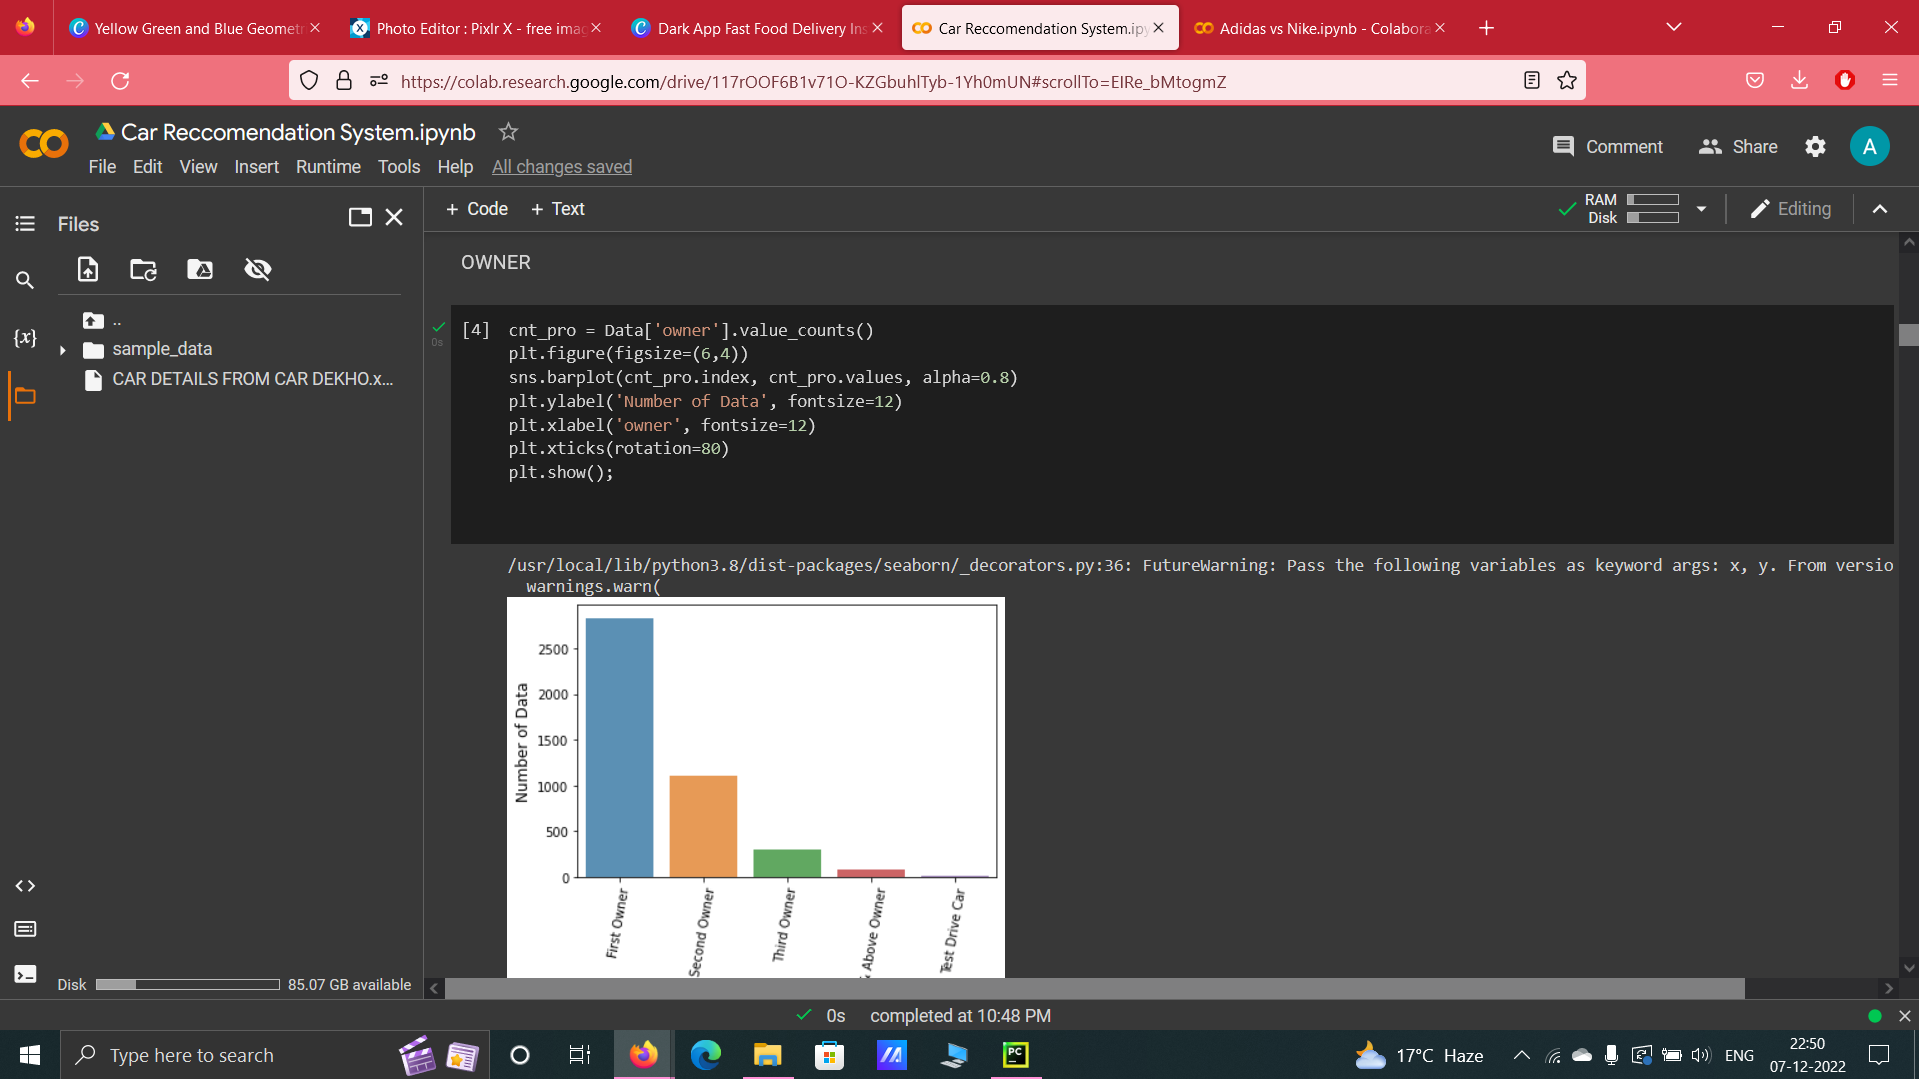 Yellow Green and Blue Geometr
Photo Editor : Pixlr X - free imag
Dark App Fast Food Delivery Ins
Car Reccomendation System.ipy
Adidas vs Nike.ipynb - Colabora
https://colab.research.google.com/drive/117rOOF6B1v71O-KZGbuhlTyb-1Yh0mUN#scrollTo=EIRe_bMtogmZ
Car Reccomendation System.ipynb
Comment
Share
A
File Edit View Insert Runtime Tools Help All changes saved
Files
+ Code + Text
RAM
Disk
Editing
..
sample_data
CAR DETAILS FROM CAR DEKHO.x...
{x}
OWNER
[4]
0s
cnt_pro = Data['owner'].value_counts()
plt.figure(figsize=(6,4))
sns.barplot(cnt_pro.index, cnt_pro.values, alpha=0.8)
plt.ylabel('Number of Data', fontsize=12)
plt.xlabel('owner', fontsize=12)
plt.xticks(rotation=80)
plt.show();
/usr/local/lib/python3.8/dist-packages/seaborn/_decorators.py:36: FutureWarning: Pass the following variables as keyword args: x, y. From versio
warnings.warn(
Number of Data
2500
2000
1500
1000
500
0
First Owner
Second Owner
Third Owner
& Above Owner
Test Drive Car
Disk 85.07 GB available
0s completed at 10:48 PM
Type here to search
PC
17°C Haze
ENG
22:50
07-12-2022